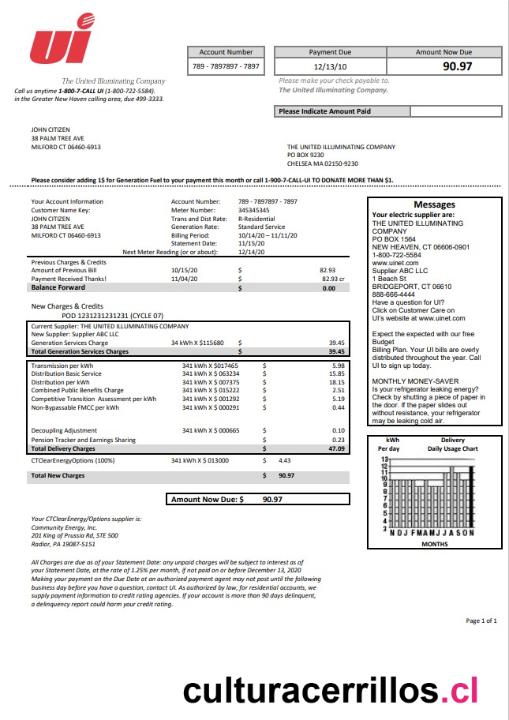 ui
The United Illuminating Company
Call us anytime 1-800-7-CALL UI (1-800-722-5584).
in the Greater New Haven calling area, due 499-3333.
Account Number
789 - 7897897 - 7897
Payment Due
Amount Now Due
12/13/10
90.97
Please make your check payable to.
The United Illuminating Company.
Please Indicate Amount Paid
JOHN CITIZEN
38 PALM TREE AVE
MILFORD CT 06460-6913
THE UNITED ILLUMINATING COMPANY
PO BOX 9230
CHELSEA MA 02150-9230
Please consider adding 1$ for Generation Fuel to your payment this month or call 1-900-7-CALL-UI TO DONATE MORE THAN $1.
Your Account Information
Customer Name Key:
JOHN CITIZEN
38 PALM TREE AVE
MILFORD CT 06460-6913
Account Number: 789 - 7897897 - 7897
Meter Number: 345345345
Trans and Dist Rate: R-Residential
Generation Rate: Standard Service
Billing Period: 10/14/20 – 11/11/20
Statement Date: 11/15/20
Next Meter Reading (or about): 12/14/20
Previous Charges & Credits
Amount of Previous Bill 10/15/20 $ 82.93
Payment Received Thanks! 11/04/20 $ 82.93 cr
Balance Forward $ 0.00
New Charges & Credits
POD 1231231231231 (CYCLE 07)
Current Supplier: THE UNITED ILLUMINATING COMPANY
New Supplier: Supplier ABC LLC
Generation Services Charge 34 kWH X $115680 $ 39.45
Total Generation Services Charges $ 39.45
Transmission per kWH 341 kWH X $017465 $ 5.98
Distribution Basic Service 341 kWH X $ 063234 $ 15.85
Distribution per kWH 341 kWH X $ 007375 $ 18.15
Combined Public Benefits Charge 341 kWH X $ 015222 $ 2.51
Competitive Transition Assessment per kWH 341 kWH X $ 001292 $ 5.19
Non-Bypassable FMCC per kWH 341 kWH X $ 000291 $ 0.44
Decoupling Adjustment 341 kWH X $ 000665 $ 0.10
Pension Tracker and Earnings Sharing $ 0.23
Total Delivery Charges $ 47.09
CTClearEnergyOptions (100%) 341 kWH X $ 013000 $ 4.43
Total New Charges $ 90.97
Amount Now Due: $ 90.97
Your CTClearEnergy/Options supplier is:
Community Energy, Inc.
201 King of Prussia Rd, STE 500
Radior, PA 19087-5151
All Charges are due as of your Statement Date: any unpaid charges will be subject to interest as of
your Statement Date, at the rate of 1.25% per month, if not paid on or before December 13, 2020
Making your payment on the Due Date at an authorized payment agent may not post until the following
business day before you have a question, contact UI. As authorized by law, for residential accounts, we
supply payment information to credit rating agencies. If your account is more than 90 days delinquent,
a delinquency report could harm your credit rating.
Messages
Your electric supplier are:
THE UNITED ILLUMINATING
COMPANY
PO BOX 1564
NEW HEAVEN, CT 06606-0901
1-800-722-5584
www.uinet.com
Supplier ABC LLC
1 Beach St
BRIDGEPORT, CT 06610
888-666-4444
Have a question for UI?
Click on Customer Care on
UI's website at www.uinet.com
Expect the expected with our free
Budget
Billing Plan. Your UI bills are overly
distributed throughout the year. Call
UI to sign up today.
MONTHLY MONEY-SAVER
Is your refrigerator leaking energy?
Check by shutting a piece of paper in
the door. If the paper slides out
without resistance, your refrigerator
may be leaking cold air.
kWh
Per day
Delivery
Daily Usage Chart
13
12
11
10
9
8
7
6
5
4
3
N D J F M A M J J A S O N
MONTHS
Page 1 of 1
culturacerrillos.cl